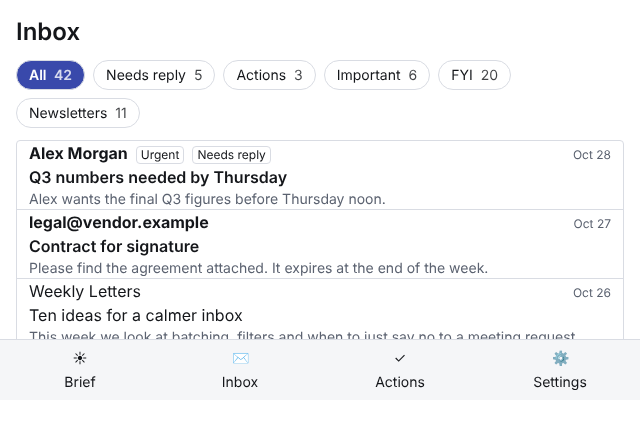 Inbox
All 42 Needs reply 5 Actions 3 Important 6 FYI 20
Newsletters 11
Alex Morgan Urgent Needs reply Oct 28
Q3 numbers needed by Thursday
Alex wants the final Q3 figures before Thursday noon.
legal@vendor.example Oct 27
Contract for signature
Please find the agreement attached. It expires at the end of the week.
Weekly Letters Oct 26
Ten ideas for a calmer inbox
This week we look at batching, filters and when to just say no to a meeting request.
Brief Inbox Actions Settings